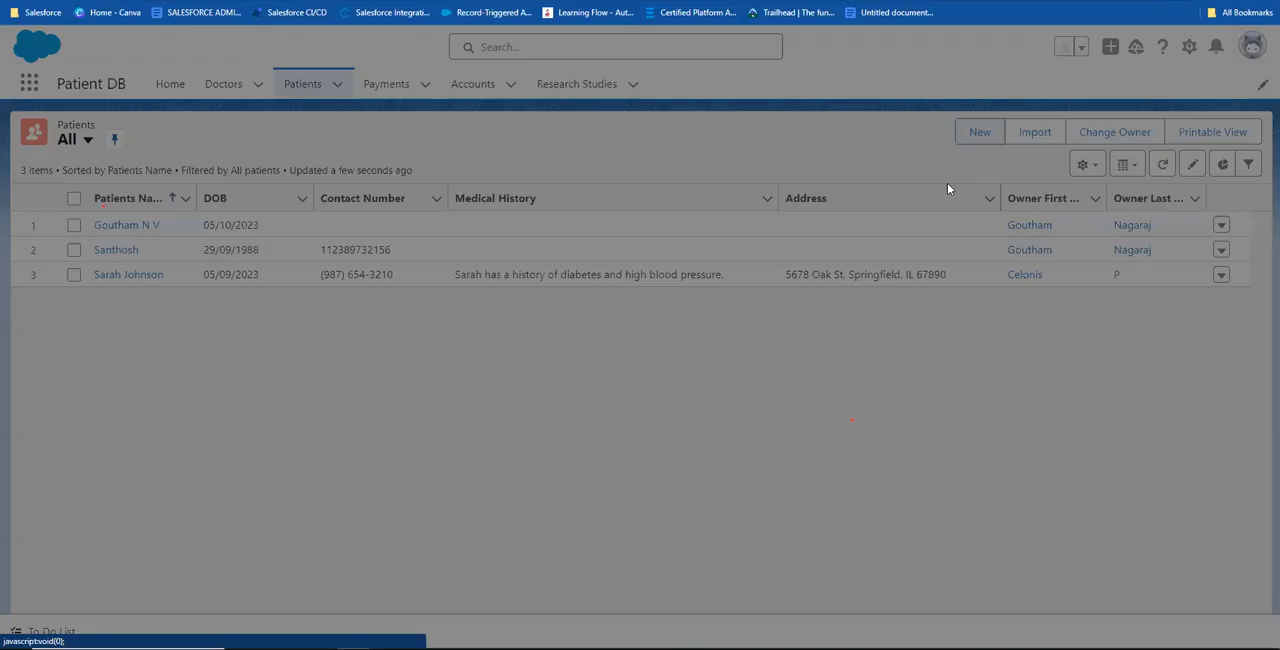 Salesforce Home - Canva SALESFORCE ADMI... Salesforce CI/CD Salesforce Integrati... Record-Triggered A... Learning Flow - Aut... Certified Platform A... Trailhead | The fun... Untitled document... All Bookmarks
Search...
Patient DB Home Doctors Patients Payments Accounts Research Studies
Patients
All
New Import Change Owner Printable View
3 items • Sorted by Patients Name • Filtered by All patients • Updated a few seconds ago
Patients Na... DOB Contact Number Medical History Address Owner First ... Owner Last ...
1 Goutham N V 05/10/2023 Goutham Nagaraj
2 Santhosh 29/09/1988 112389732156 Goutham Nagaraj
3 Sarah Johnson 05/09/2023 (987) 654-3210 Sarah has a history of diabetes and high blood pressure. 5678 Oak St, Springfield, IL 67890 Celonis P
To Do List
javascript:void(0);